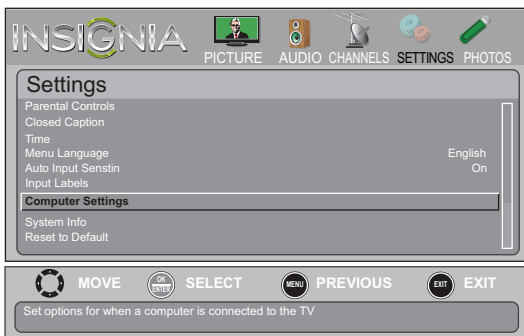 INSIGNIA
PICTURE AUDIO CHANNELS SETTINGS PHOTOS
Settings
Parental Controls
Closed Caption
Time
Menu Language English
Auto Input Senstin On
Input Labels
Computer Settings
System Info
Reset to Default
MOVE OK ENTER SELECT MENU PREVIOUS EXIT EXIT
Set options for when a computer is connected to the TV